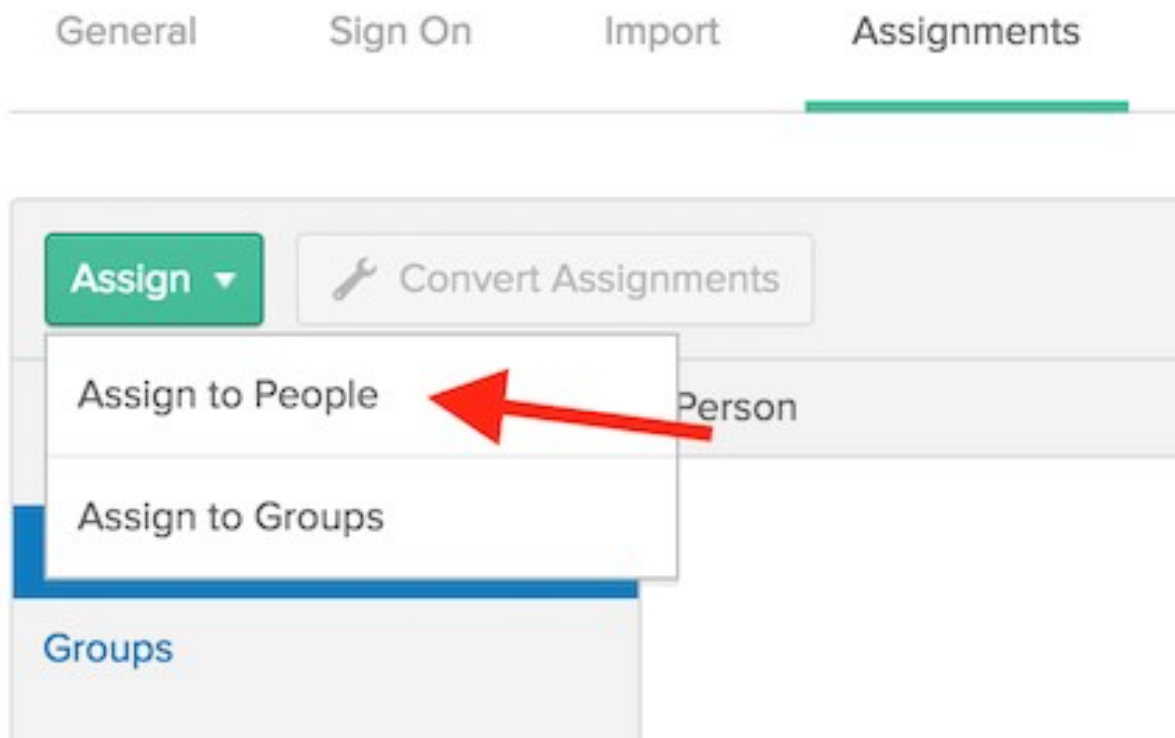 General Sign On Import Assignments
Assign Convert Assignments
Assign to People
Person
Assign to Groups
Groups